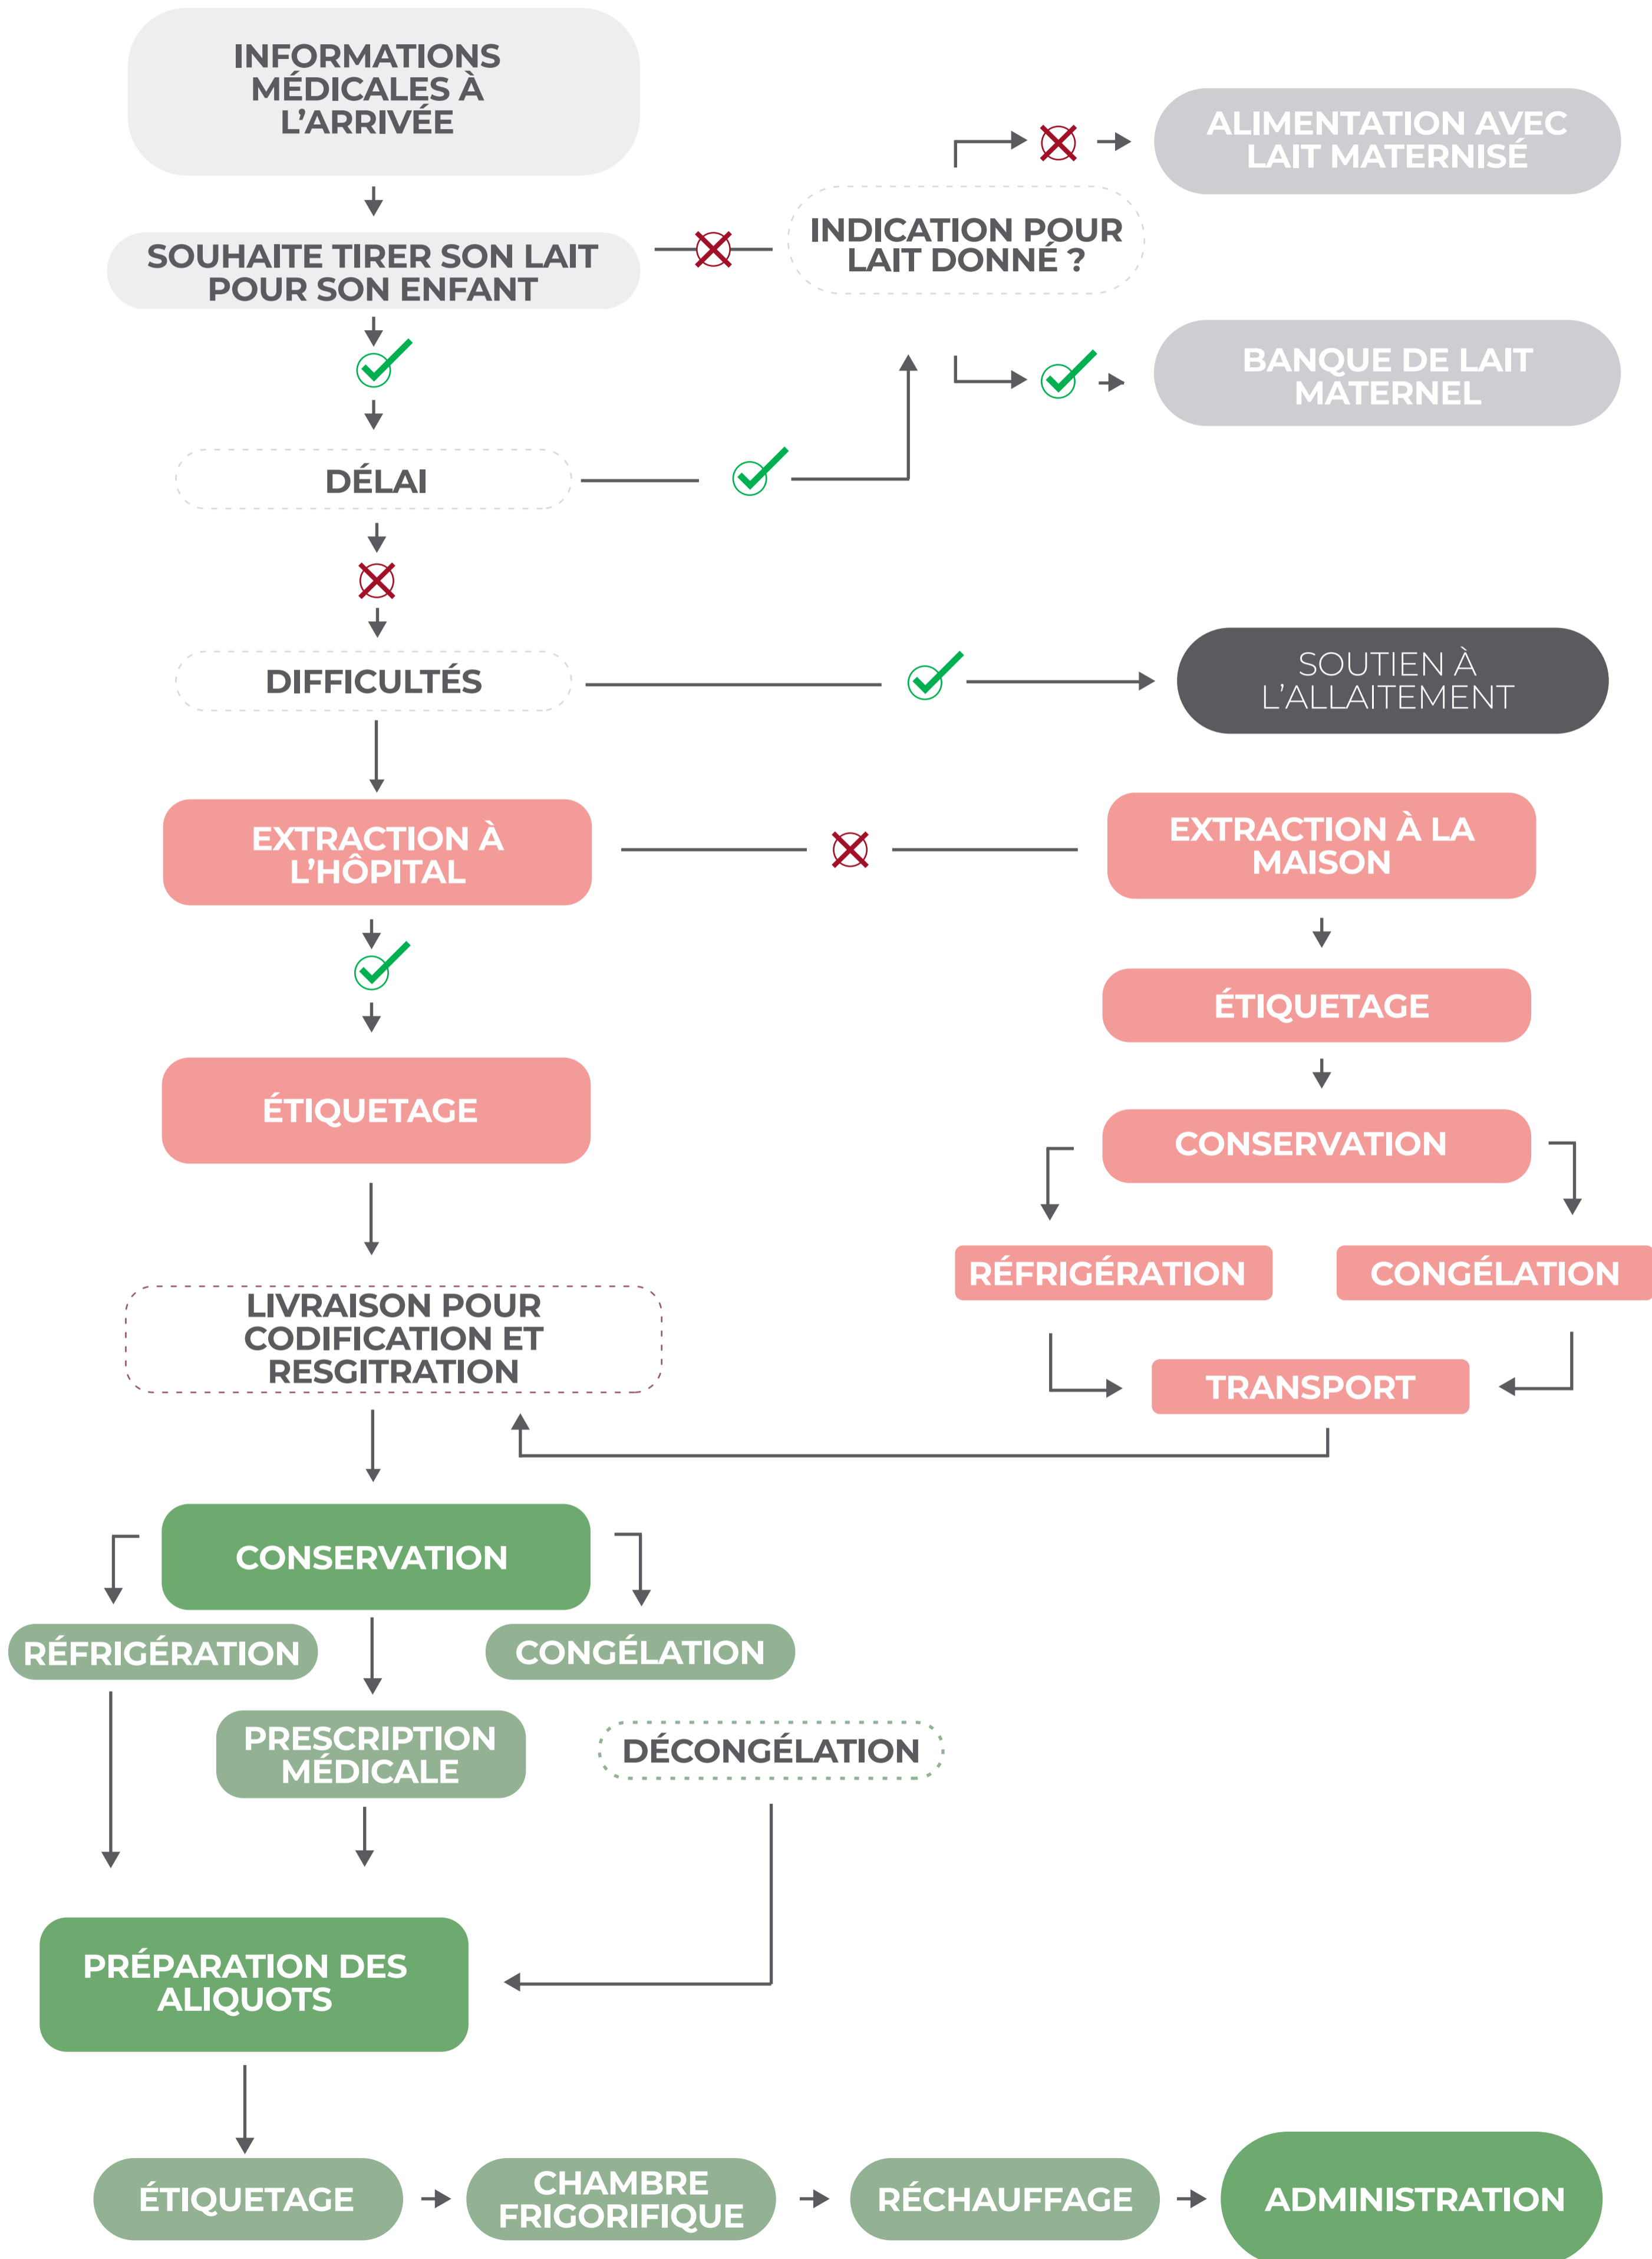 INFORMATIONS
MÉDICALES À
L'ARRIVÉE
ALIMENTATION AVEC
LAIT MATERNISÉ
SOUHAITE TIRER SON LAIT
POUR SON ENFANT
INDICATION POUR
LAIT DONNÉ ?
BANQUE DE LAIT
MATERNEL
DÉLAI
DIFFICULTÉS
SOUTIEN À
L'ALLAITEMENT
EXTRACTION À
L'HÔPITAL
EXTRACTION À LA
MAISON
ÉTIQUETAGE
ÉTIQUETAGE
CONSERVATION
RÉFRIGÉRATION
CONGÉLATION
LIVRAISON POUR
CODIFICATION ET
RESGITRATION
TRANSPORT
CONSERVATION
RÉFRIGÉRATION
CONGÉLATION
PRESCRIPTION
MÉDICALE
DÉCONGÉLATION
PRÉPARATION DES
ALIQUOTS
ÉTIQUETAGE
CHAMBRE
FRIGORIFIQUE
RÉCHAUFFAGE
ADMINISTRATION